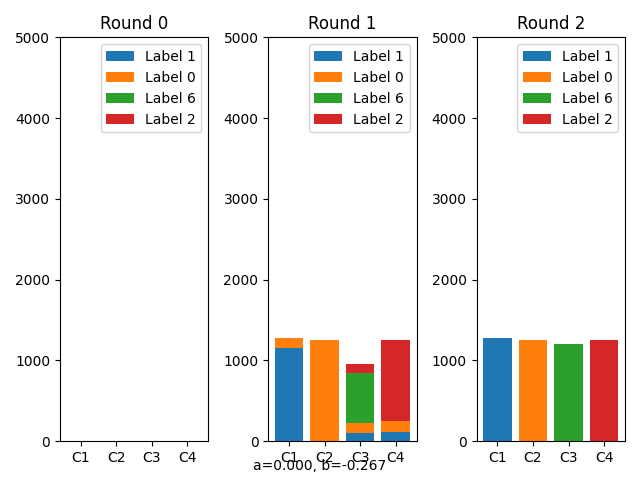 Round 0
5000
4000
3000
2000
1000
0
C1 C2 C3 C4
Label 1
Label 0
Label 6
Label 2
Round 1
5000
4000
3000
2000
1000
0
C1 C2 C3 C4
Label 1
Label 0
Label 6
Label 2
Round 2
5000
4000
3000
2000
1000
0
C1 C2 C3 C4
Label 1
Label 0
Label 6
Label 2
a=0.000, b=-0.267